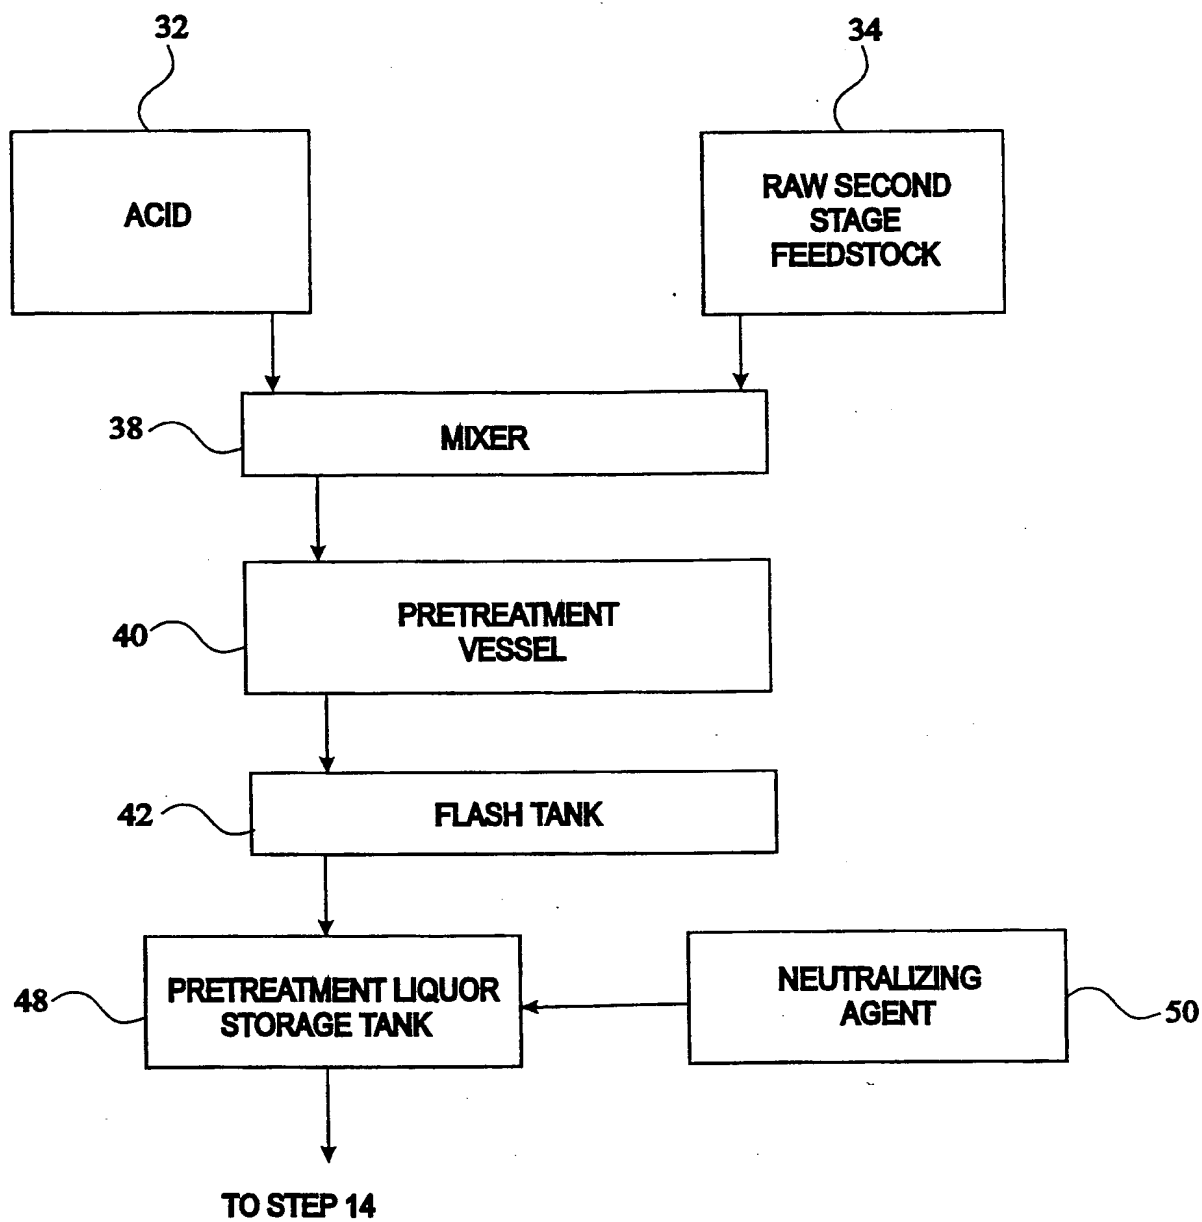 32
34
ACID
RAW SECOND
STAGE
FEEDSTOCK
38
MIXER
40
PRETREATMENT
VESSEL
42
FLASH TANK
48
PRETREATMENT LIQUOR
STORAGE TANK
NEUTRALIZING
AGENT
50
TO STEP 14